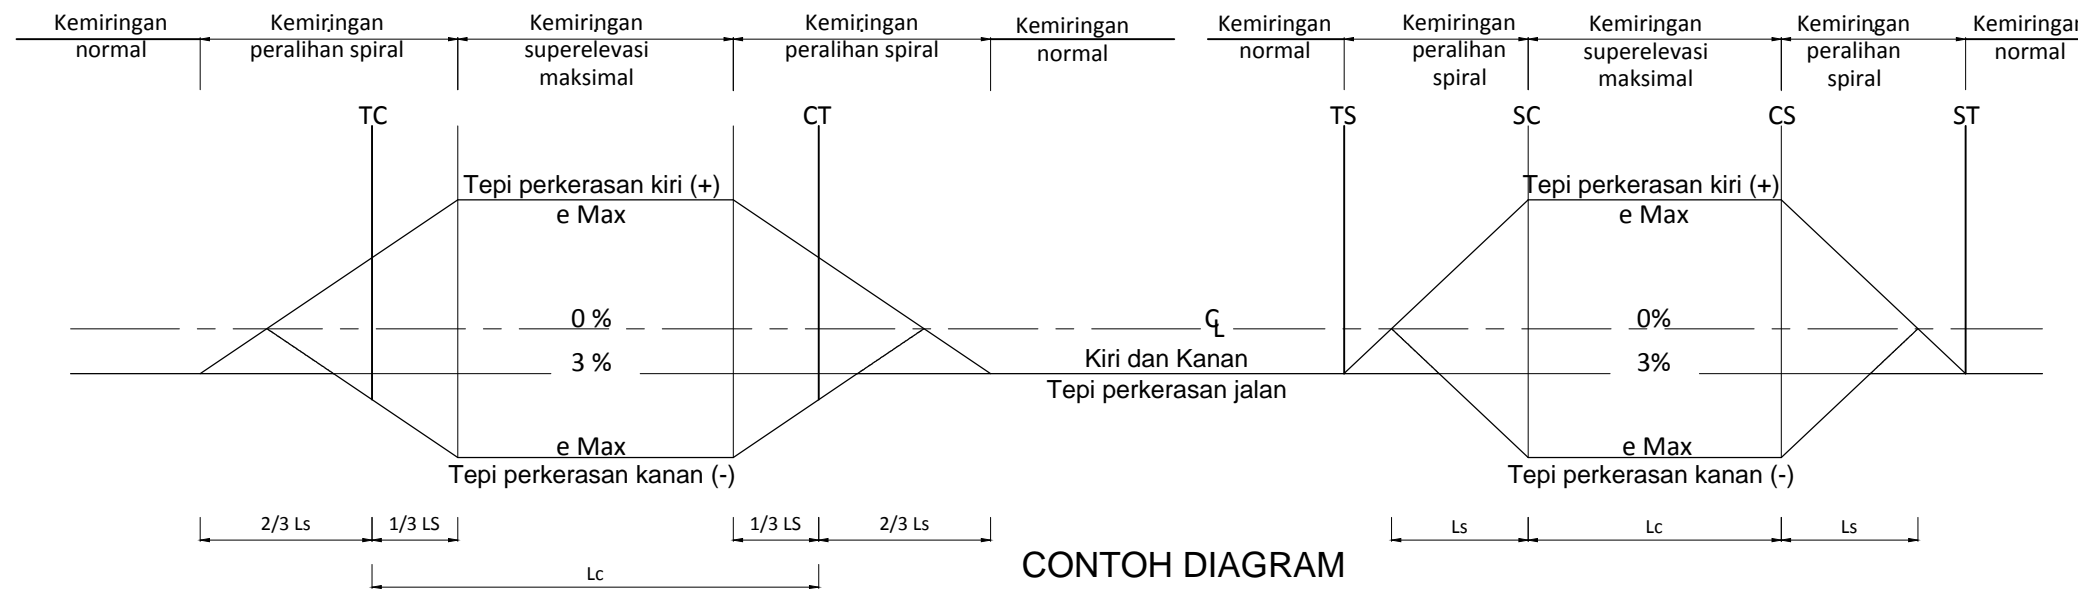 Kemiringan
normal
Kemiringan
peralihan spiral
Kemiringan
superelevasi
maksimal
Kemiringan
peralihan spiral
Kemiringan
normal
Kemiringan
normal
Kemiringan
peralihan
spiral
Kemiringan
superelevasi
maksimal
Kemiringan
peralihan
spiral
Kemiringan
normal
TC
CT
TS
SC
CS
ST
Tepi perkerasan kiri (+)
e Max
Tepi perkerasan kiri (+)
e Max
0 %
CL
0%
3 %
Kiri dan Kanan
Tepi perkerasan jalan
3%
e Max
Tepi perkerasan kanan (-)
e Max
Tepi perkerasan kanan (-)
2/3 Ls
1/3 LS
1/3 LS
2/3 Ls
Ls
Lc
Ls
Lc
CONTOH DIAGRAM